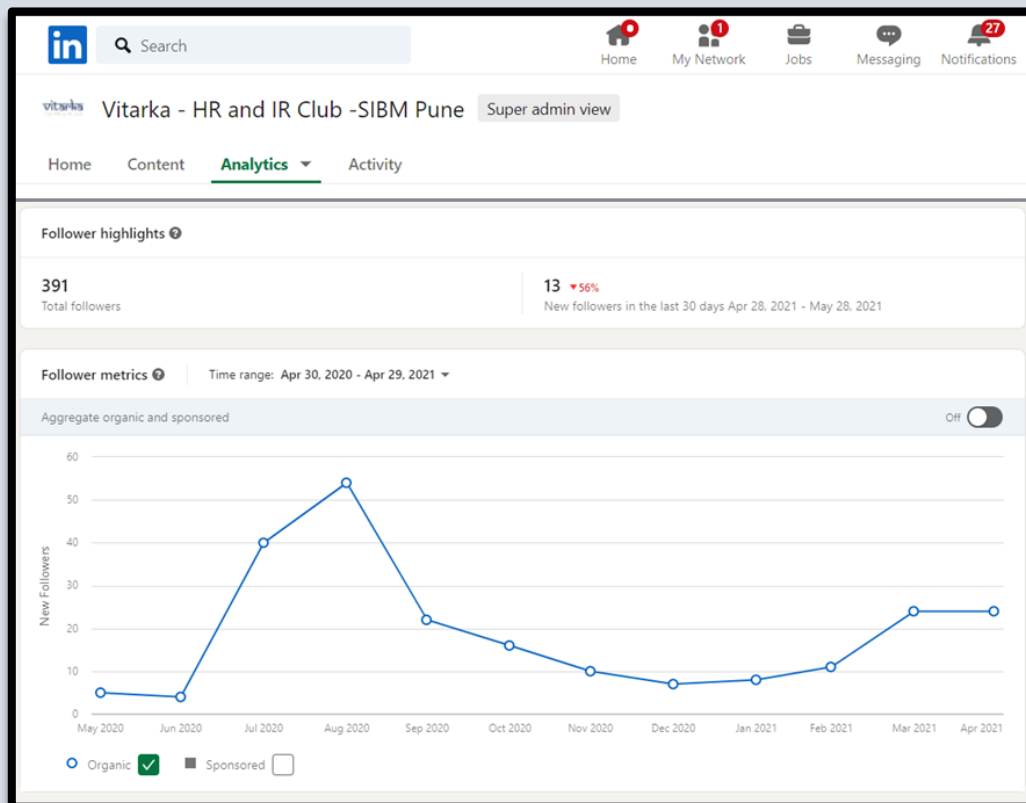 in Search
Home My Network 1 Jobs Messaging Notifications 27
vitarka Vitarka - HR and IR Club -SIBM Pune Super admin view
Home Content Analytics Activity
Follower highlights ?
391 13 ▼56%
Total followers New followers in the last 30 days Apr 28, 2021 - May 28, 2021
Follower metrics ? Time range: Apr 30, 2020 - Apr 29, 2021
Aggregate organic and sponsored Off
60
50
40
30
20
10
0
New Followers
May 2020 Jun 2020 Jul 2020 Aug 2020 Sep 2020 Oct 2020 Nov 2020 Dec 2020 Jan 2021 Feb 2021 Mar 2021 Apr 2021
Organic Sponsored